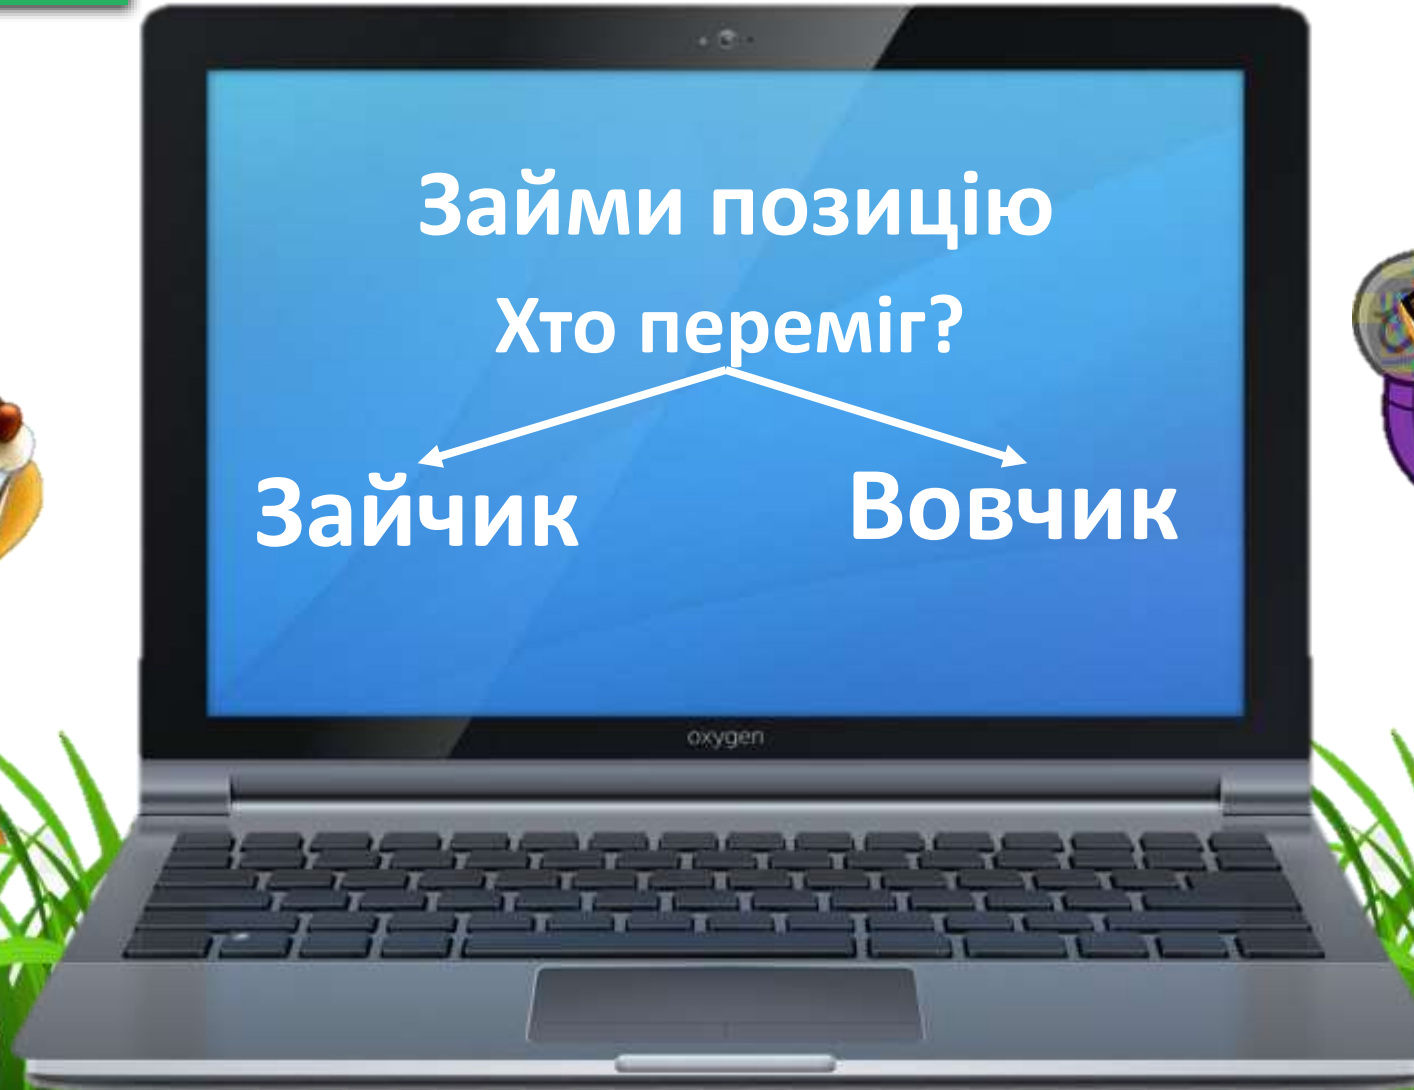 Займи позицію
Хто переміг?
Зайчик
Вовчик
oxygen